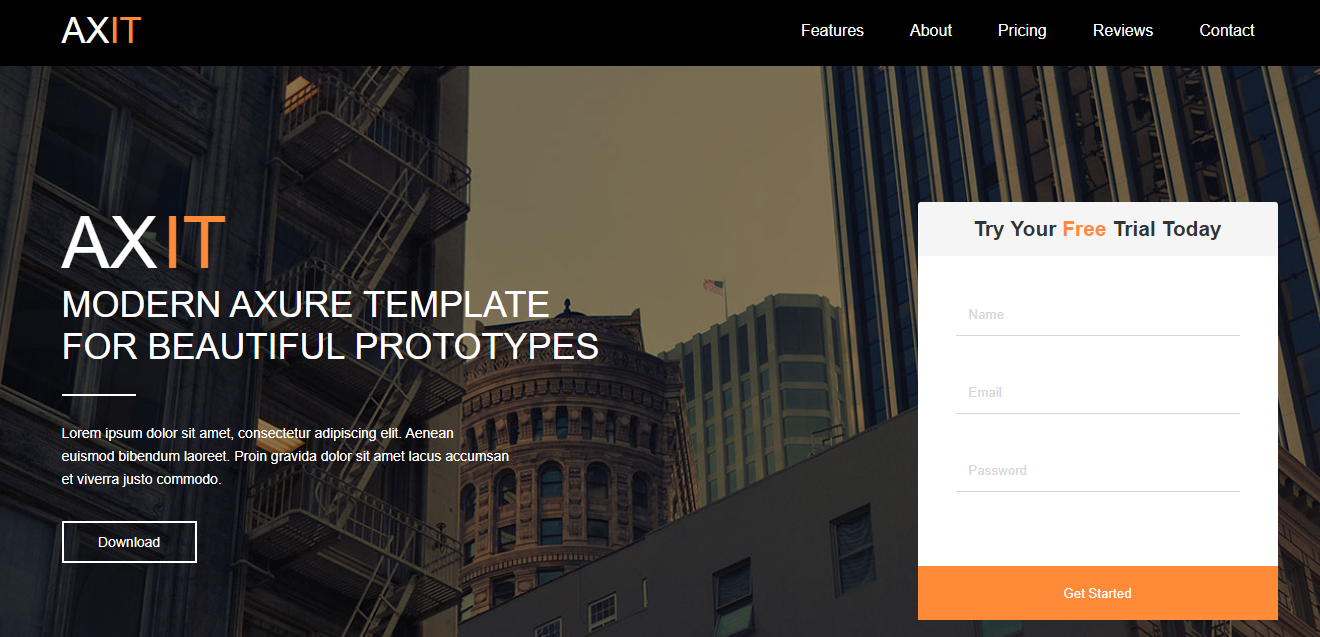 AXIT
Features About Pricing Reviews Contact
AXIT
MODERN AXURE TEMPLATE
FOR BEAUTIFUL PROTOTYPES
Lorem ipsum dolor sit amet, consectetur adipiscing elit. Aenean
euismod bibendum laoreet. Proin gravida dolor sit amet lacus accumsan
et viverra justo commodo.
Download
Try Your Free Trial Today
Name
Email
Password
Get Started